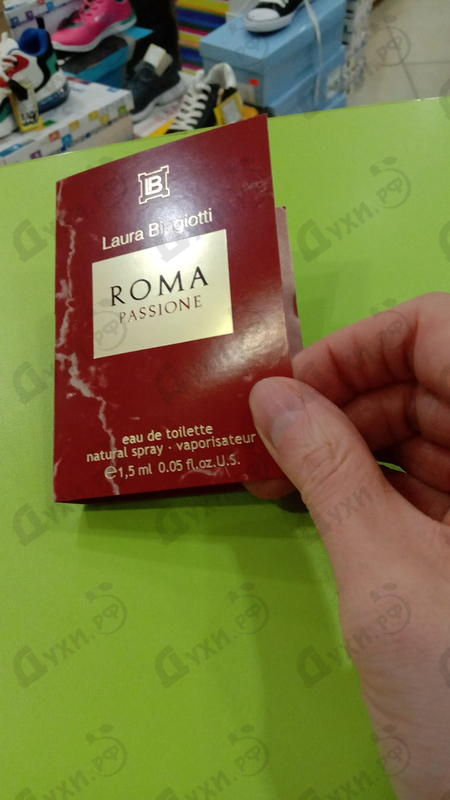 LB
Laura Biagiotti
ROMA
PASSIONE
eau de toilette
natural spray · vaporisateur
℮1,5 ml 0.05 fl.oz.U.S.
Духи.рф